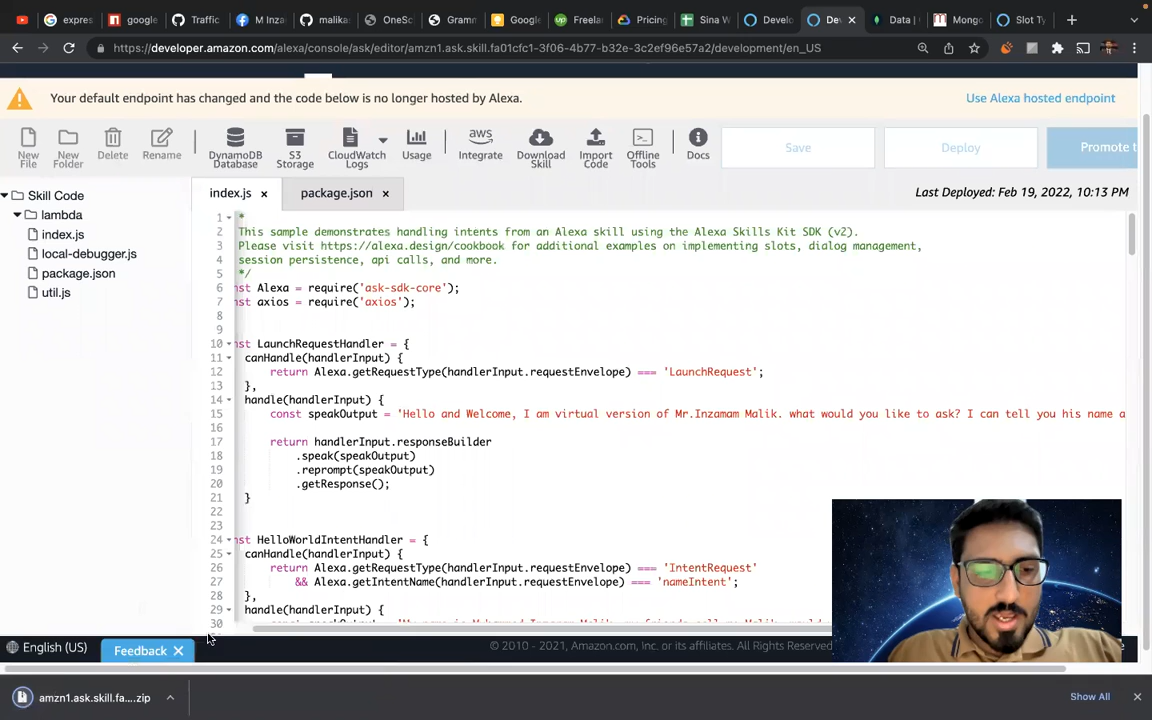 expres
google
Traffic
M Inza
malika
OneSc
Gramm
Google
Freela
Pricing
Sina W
Develo
Dev
Data |
Mongo
Slot Ty
https://developer.amazon.com/alexa/console/ask/editor/amzn1.ask.skill.fa01cfc1-3f06-4b77-b32e-3c2ef96e57a2/development/en_US
Your default endpoint has changed and the code below is no longer hosted by Alexa.
Use Alexa hosted endpoint
New File
New Folder
Delete
Rename
DynamoDB Database
S3 Storage
CloudWatch Logs
Usage
aws
Integrate
Download Skill
Import Code
Offline Tools
Docs
Save
Deploy
Promote t
Skill Code
lambda
index.js
local-debugger.js
package.json
util.js
index.js
package.json
Last Deployed: Feb 19, 2022, 10:13 PM
1 *
2 This sample demonstrates handling intents from an Alexa skill using the Alexa Skills Kit SDK (v2).
3 Please visit https://alexa.design/cookbook for additional examples on implementing slots, dialog management,
4 session persistence, api calls, and more.
5 */
6 nst Alexa = require('ask-sdk-core');
7 nst axios = require('axios');
8
9
10 nst LaunchRequestHandler = {
11 canHandle(handlerInput) {
12 return Alexa.getRequestType(handlerInput.requestEnvelope) === 'LaunchRequest';
13 },
14 handle(handlerInput) {
15 const speakOutput = 'Hello and Welcome, I am virtual version of Mr.Inzamam Malik. what would you like to ask? I can tell you his name a
16
17 return handlerInput.responseBuilder
18 .speak(speakOutput)
19 .reprompt(speakOutput)
20 .getResponse();
21 }
22
23
24 nst HelloWorldIntentHandler = {
25 canHandle(handlerInput) {
26 return Alexa.getRequestType(handlerInput.requestEnvelope) === 'IntentRequest'
27 && Alexa.getIntentName(handlerInput.requestEnvelope) === 'nameIntent';
28 },
29 handle(handlerInput) {
30
English (US)
Feedback
© 2010 - 2021, Amazon.com, Inc. or its affiliates. All Rights Reserved
amzn1.ask.skill.fa....zip
Show All